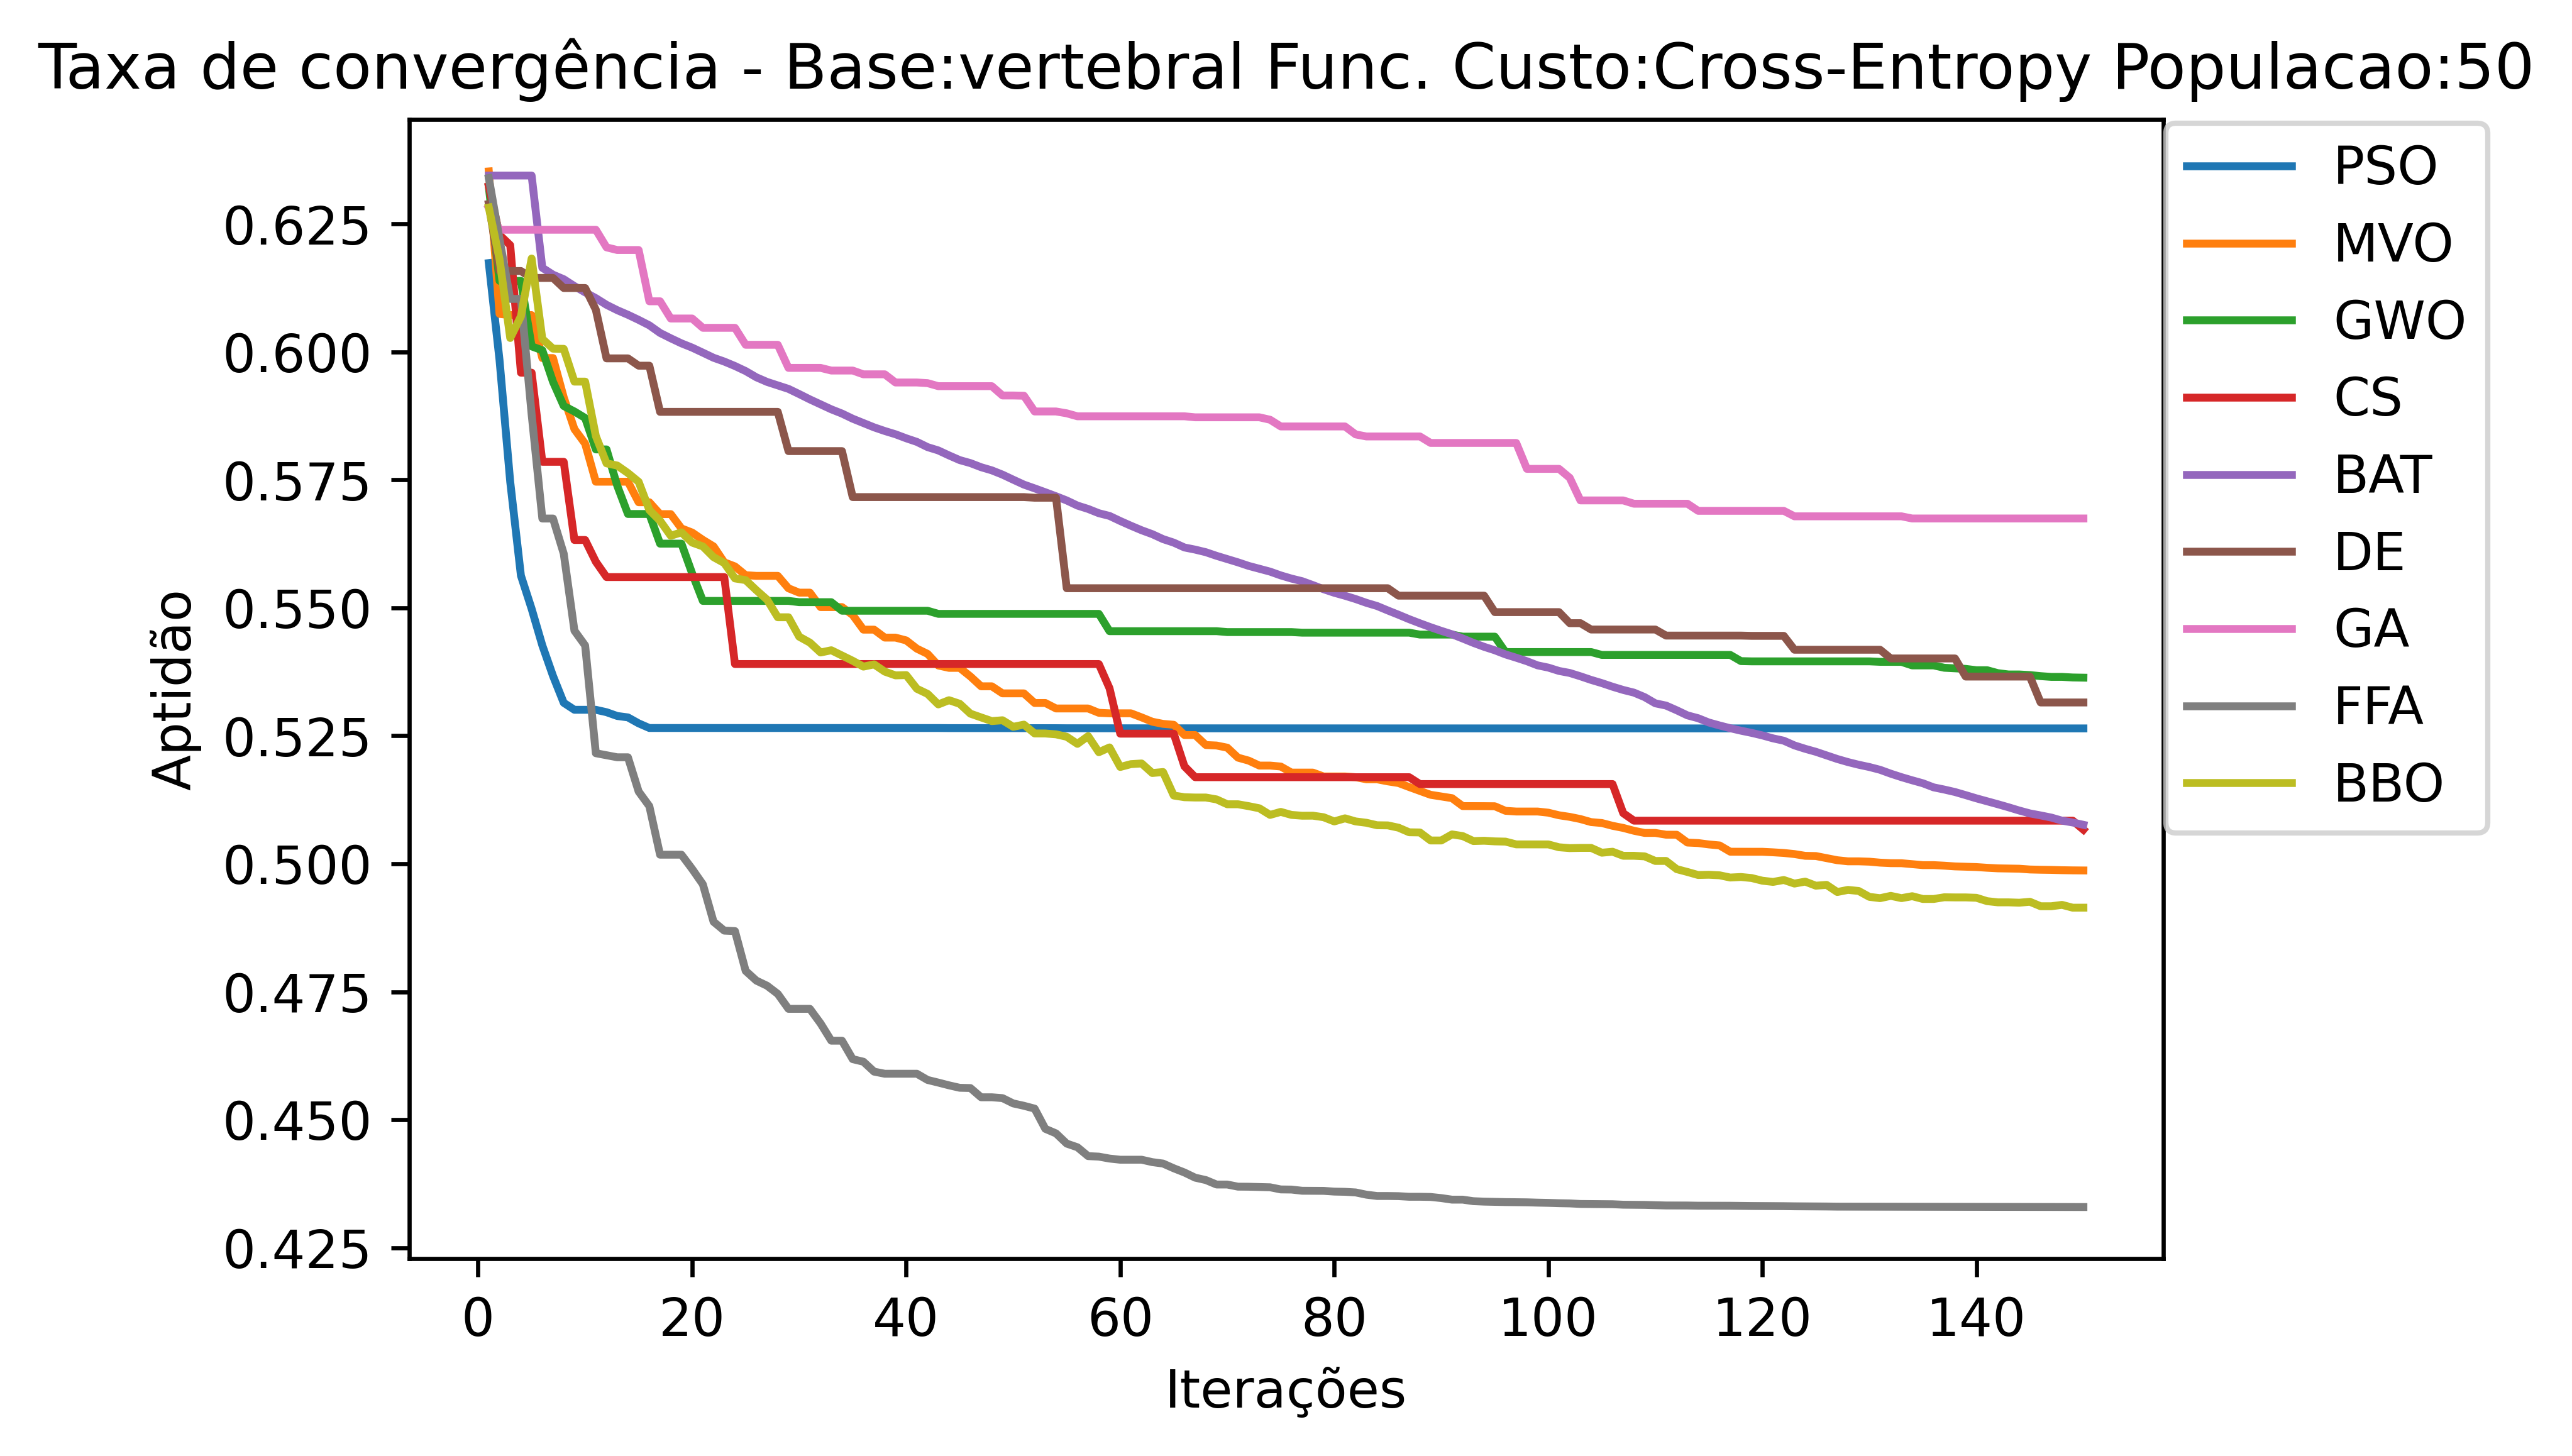 Taxa de convergência - Base:vertebral Func. Custo:Cross-Entropy Populacao:50
PSO
MVO
GWO
CS
BAT
DE
GA
FFA
BBO
Aptidão
0.625
0.600
0.575
0.550
0.525
0.500
0.475
0.450
0.425
0 20 40 60 80 100 120 140
Iterações